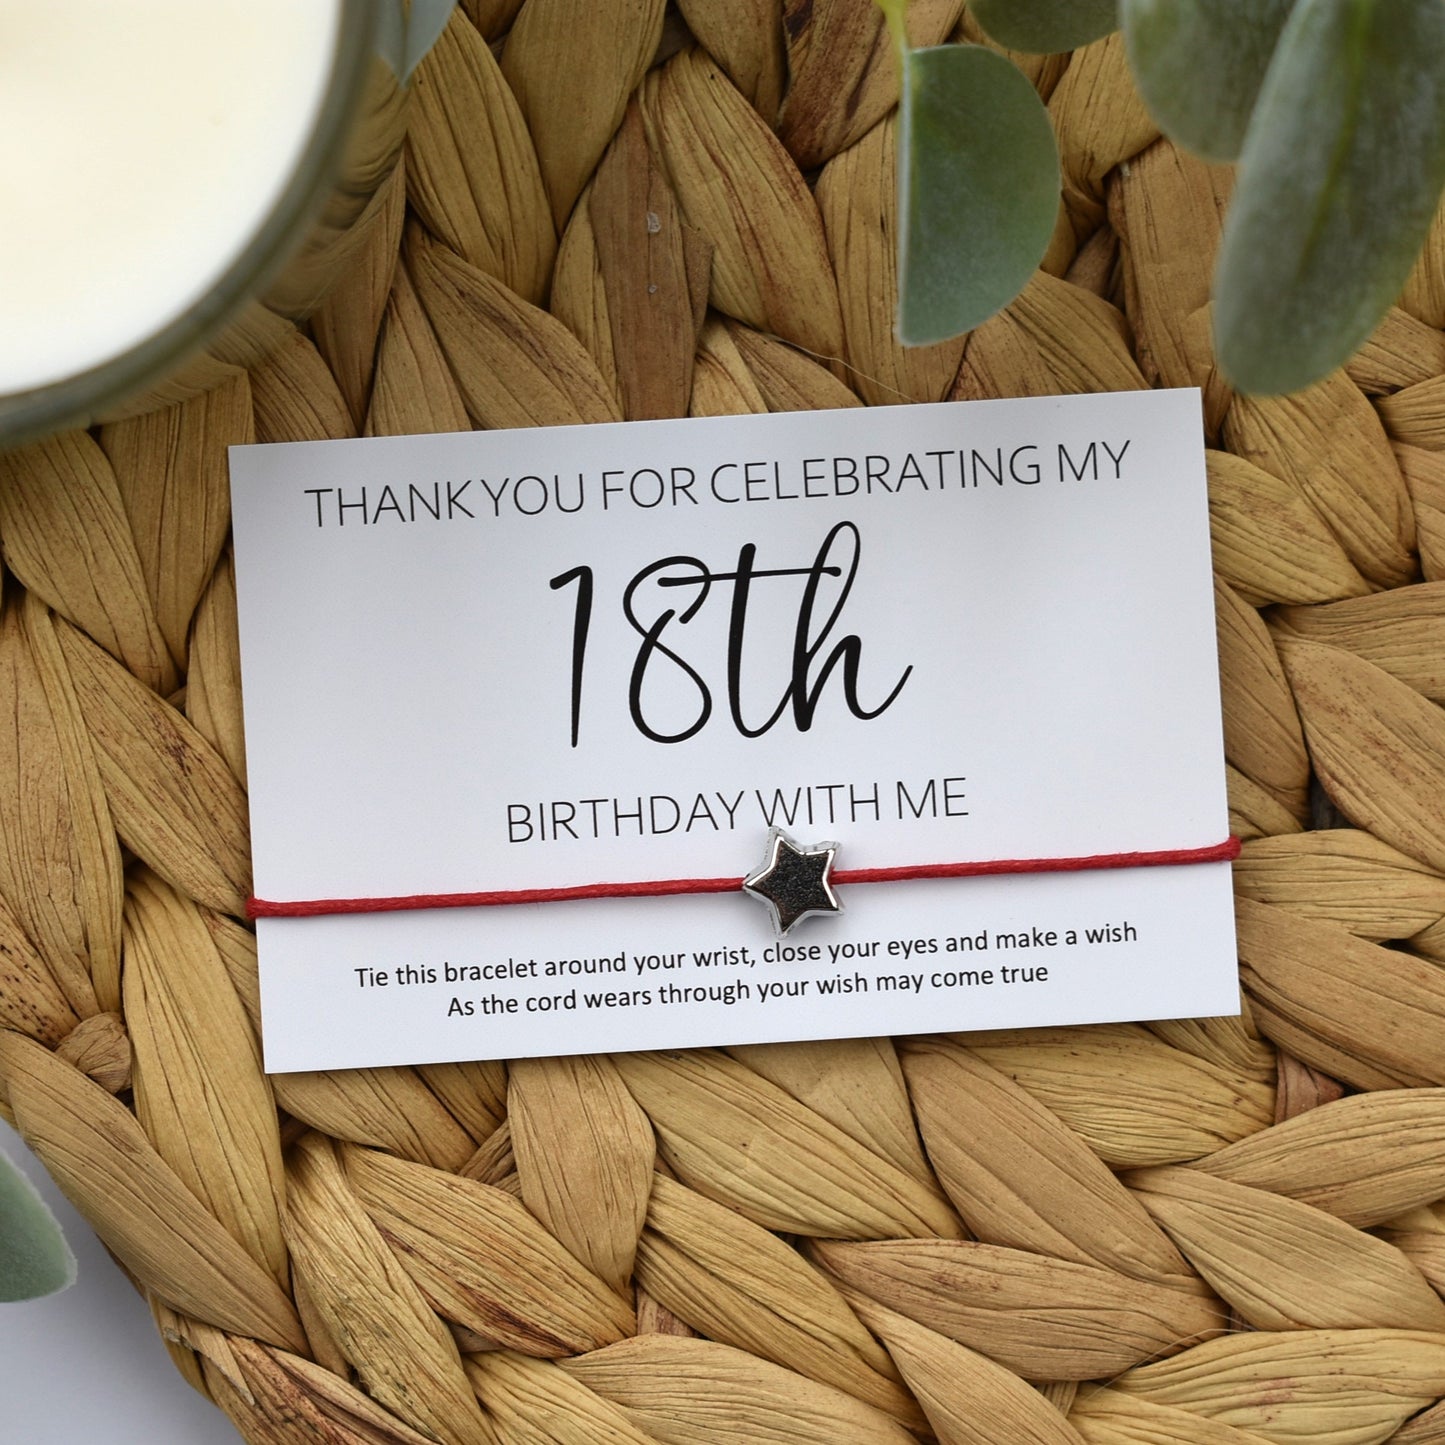 THANK YOU FOR CELEBRATING MY
18th
BIRTHDAY WITH ME
Tie this bracelet around your wrist, close your eyes and make a wish
As the cord wears through your wish may come true